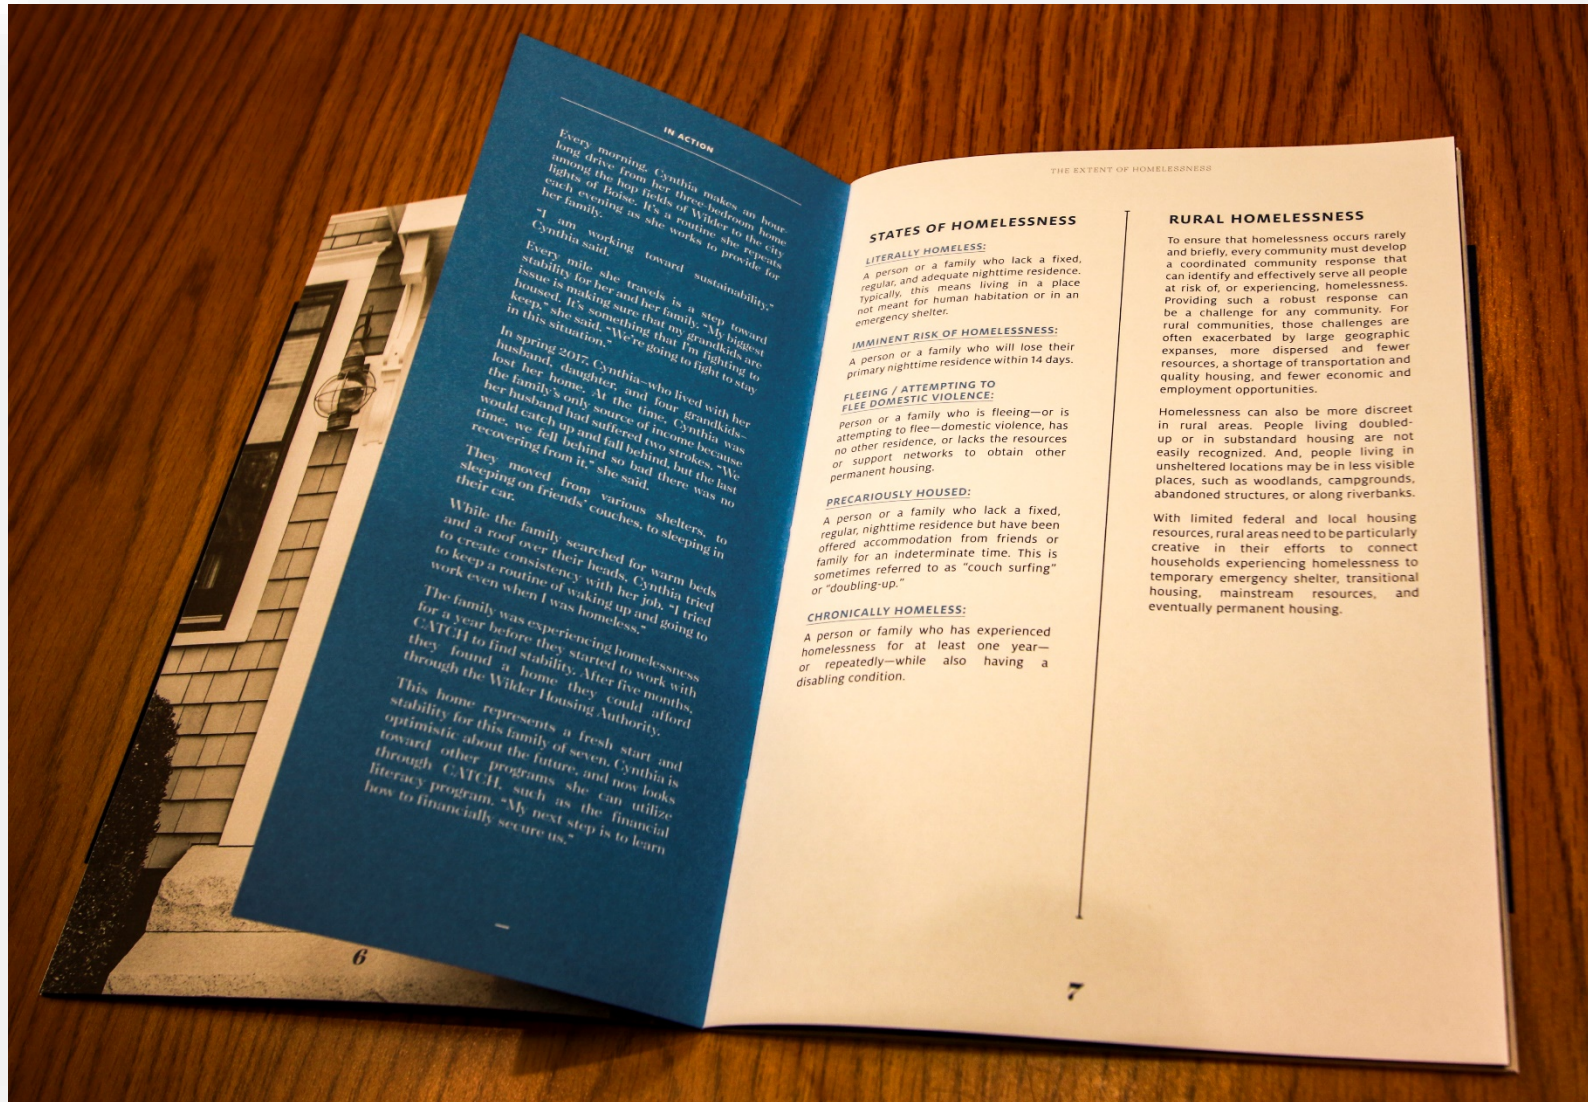 IN ACTION
Every morning, Cynthia makes an hour-
long drive from her three-bedroom home
among the hop fields of Wilder to the city
lights of Boise. It's a routine she repeats
each evening as she works to provide for
her family.
"I am working toward sustainability,"
Cynthia said.
Every mile she travels is a step toward
stability for her and her family. "My biggest
issue is making sure that my grandkids are
housed. It's something that I'm fighting to
keep," she said. "We're going to fight to stay
in this situation."
In spring 2017, Cynthia—who lived with her
husband, daughter, and four grandkids—
lost her home. At the time, Cynthia was
the family's only source of income because
her husband had suffered two strokes. "We
would catch up and fall behind, but the last
time, we fell behind so bad there was no
recovering from it," she said.
They moved from various shelters, to
sleeping on friends' couches, to sleeping in
their car.
While the family searched for warm beds
and a roof over their heads, Cynthia tried
to create consistency with her job. "I tried
to keep a routine of waking up and going to
work even when I was homeless."
The family was experiencing homelessness
for a year before they started to work with
CATCH to find stability. After five months,
they found a home they could afford
through the Wilder Housing Authority.
This home represents a fresh start and
stability for this family of seven. Cynthia is
optimistic about the future, and now looks
toward other programs she can utilize
through CATCH, such as the financial
literacy program. "My next step is to learn
how to financially secure us."
6
THE EXTENT OF HOMELESSNESS
STATES OF HOMELESSNESS
LITERALLY HOMELESS:
A person or a family who lack a fixed,
regular, and adequate nighttime residence.
Typically, this means living in a place
not meant for human habitation or in an
emergency shelter.
IMMINENT RISK OF HOMELESSNESS:
A person or a family who will lose their
primary nighttime residence within 14 days.
FLEEING / ATTEMPTING TO
FLEE DOMESTIC VIOLENCE:
Person or a family who is fleeing—or is
attempting to flee—domestic violence, has
no other residence, or lacks the resources
or support networks to obtain other
permanent housing.
PRECARIOUSLY HOUSED:
A person or a family who lack a fixed,
regular, nighttime residence but have been
offered accommodation from friends or
family for an indeterminate time. This is
sometimes referred to as "couch surfing"
or "doubling-up."
CHRONICALLY HOMELESS:
A person or family who has experienced
homelessness for at least one year—
or repeatedly—while also having a
disabling condition.
RURAL HOMELESSNESS
To ensure that homelessness occurs rarely
and briefly, every community must develop
a coordinated community response that
can identify and effectively serve all people
at risk of, or experiencing, homelessness.
Providing such a robust response can
be a challenge for any community. For
rural communities, those challenges are
often exacerbated by large geographic
expanses, more dispersed and fewer
resources, a shortage of transportation and
quality housing, and fewer economic and
employment opportunities.
Homelessness can also be more discreet
in rural areas. People living doubled-
up or in substandard housing are not
easily recognized. And, people living in
unsheltered locations may be in less visible
places, such as woodlands, campgrounds,
abandoned structures, or along riverbanks.
With limited federal and local housing
resources, rural areas need to be particularly
creative in their efforts to connect
households experiencing homelessness to
temporary emergency shelter, transitional
housing, mainstream resources, and
eventually permanent housing.
7